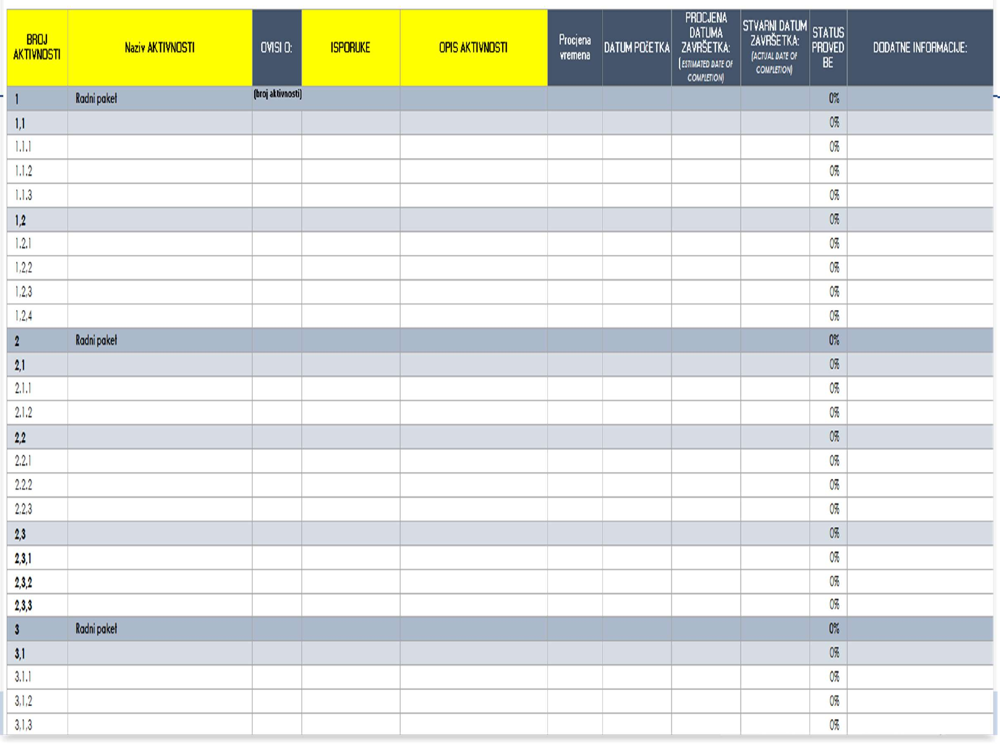 BROJ
AKTIVNOSTI
Naziv AKTIVNOSTI
OVISI O:
ISPORUKE
OPIS AKTIVNOSTI
Procjena
vremena
DATUM POčETKA
PROCJENA
DATUMA
ZAVRŠETKA:
(ESTIMATED DATE OF
COMPLETION)
STVARNI DATUM
ZAVRŠETKA:
(ACTUAL DATE OF
COMPLETION)
STATUS
PROVED
BE
DODATNE INFORMACIJE:
1 Radni paket (broj aktivnosti) 0%
1,1 0%
1.1.1 0%
1.1.2 0%
1.1.3 0%
1,2 0%
1.2.1 0%
1,2,2 0%
1,2,3 0%
1,2,4 0%
2 Radni paket 0%
2,1 0%
2.1.1 0%
2.1.2 0%
2,2 0%
2.2.1 0%
2.2.2 0%
2,2,3 0%
2,3 0%
2,3,1 0%
2,3,2 0%
2,3,3 0%
3 Radni paket 0%
3,1 0%
3.1.1 0%
3,1,2 0%
3,1,3 0%